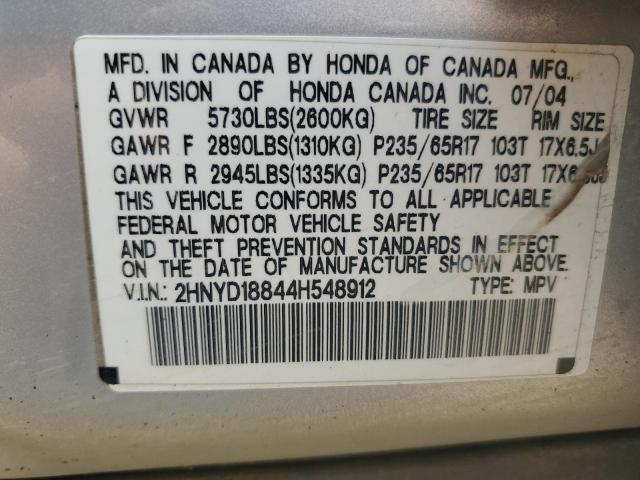 MFD. IN CANADA BY HONDA OF CANADA MFG.,
A DIVISION OF HONDA CANADA INC. 07/04
GVWR 5730LBS(2600KG) TIRE SIZE RIM SIZE
GAWR F 2890LBS(1310KG) P235/65R17 103T 17X6.5J
GAWR R 2945LBS(1335KG) P235/65R17 103T
THIS VEHICLE CONFORMS TO ALL APPLICABLE
FEDERAL MOTOR VEHICLE SAFETY
AND THEFT PREVENTION STANDARDS IN EFFECT
ON THE DATE OF MANUFACTURE SHOWN ABOVE.
V.I.N.: 2HNYD18844H548912 TYPE: MPV